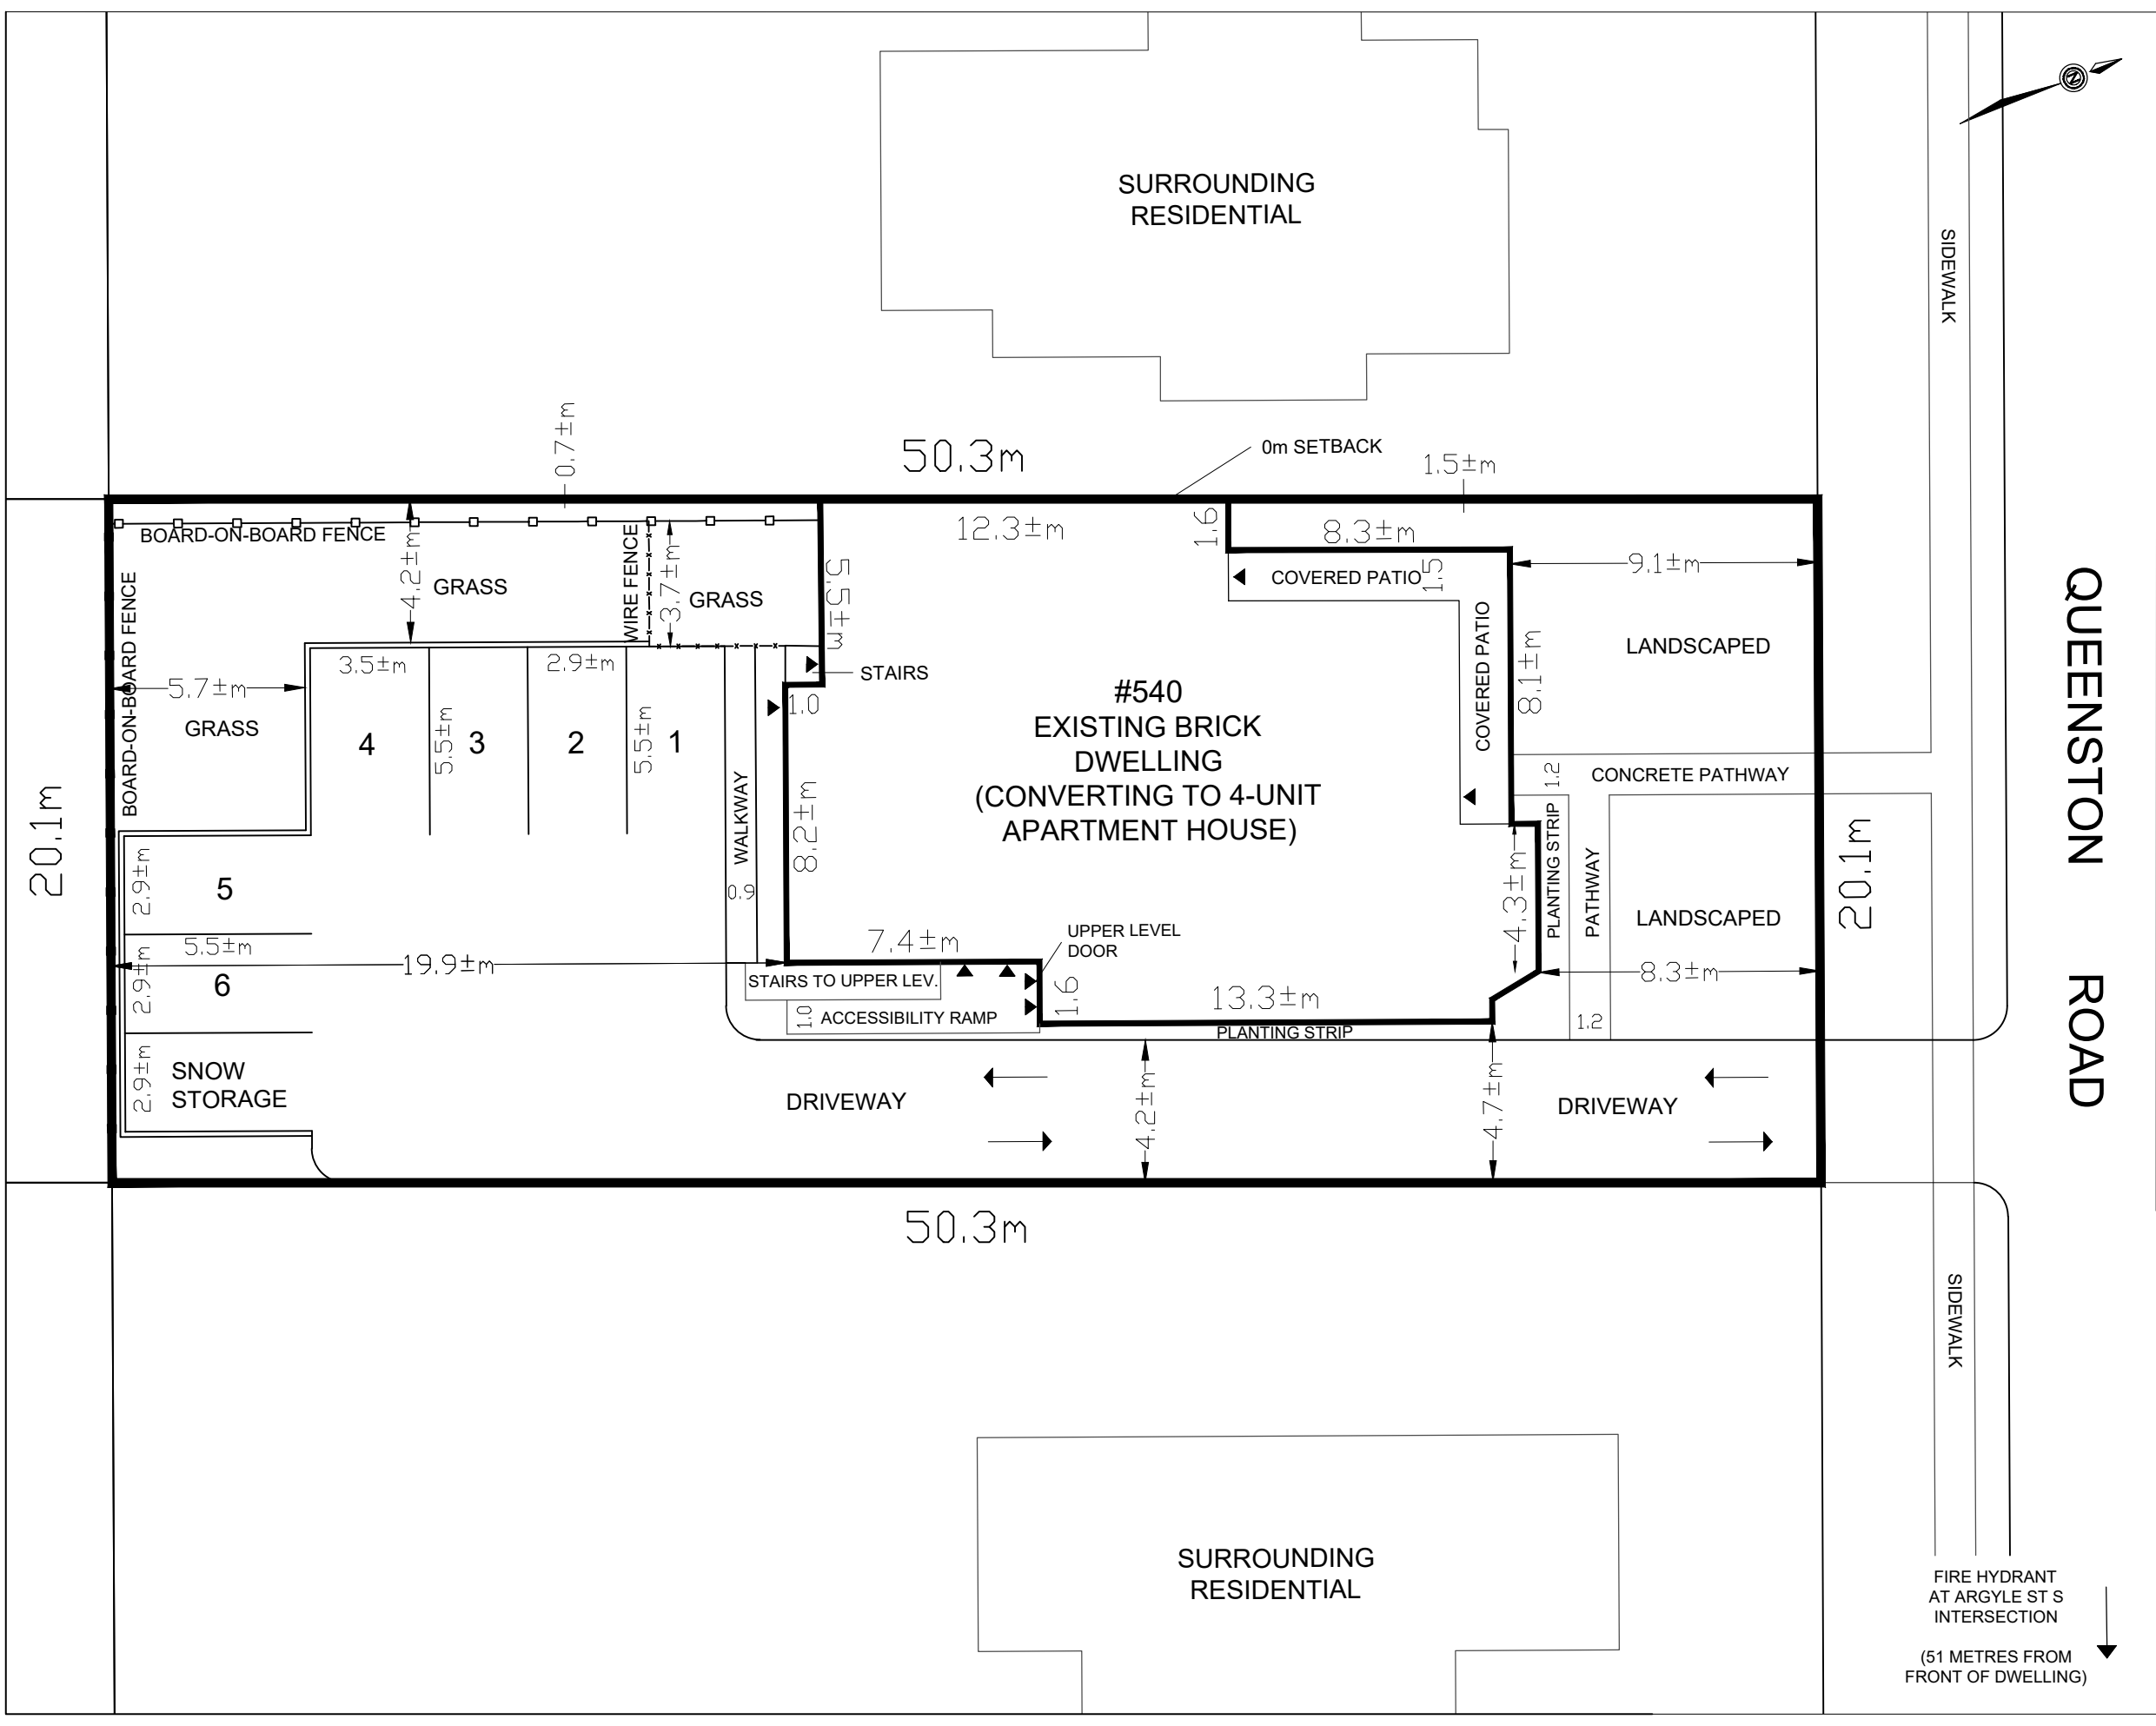 N
SURROUNDING
RESIDENTIAL
SIDEWALK
0.7±m
50.3m
0m SETBACK
1.5±m
BOARD-ON-BOARD FENCE
12.3±m
1.6
8.3±m
9.1±m
BOARD-ON-BOARD FENCE
4.2±m
GRASS
WIRE FENCE
3.7±m
GRASS
5.5±m
COVERED PATIO
1.5
COVERED PATIO
8.1±m
LANDSCAPED
QUEENSTON ROAD
3.5±m
2.9±m
STAIRS
5.7±m
GRASS
1.0
4
5.5±m
3
2
5.5±m
1
#540
EXISTING BRICK
DWELLING
(CONVERTING TO 4-UNIT
APARTMENT HOUSE)
1.2
CONCRETE PATHWAY
20.1m
WALKWAY
8.2±m
0.9
2.9±m
5
4.3±m
PLANTING STRIP
PATHWAY
LANDSCAPED
20.1m
5.5±m
19.9±m
7.4±m
UPPER LEVEL
DOOR
2.9±m
6
STAIRS TO UPPER LEV.
1.6
13.3±m
8.3±m
1.0
ACCESSIBILITY RAMP
PLANTING STRIP
1.2
2.9±m
SNOW
STORAGE
DRIVEWAY
4.2±m
4.7±m
DRIVEWAY
50.3m
SIDEWALK
SURROUNDING
RESIDENTIAL
FIRE HYDRANT
AT ARGYLE ST S
INTERSECTION
(51 METRES FROM
FRONT OF DWELLING)